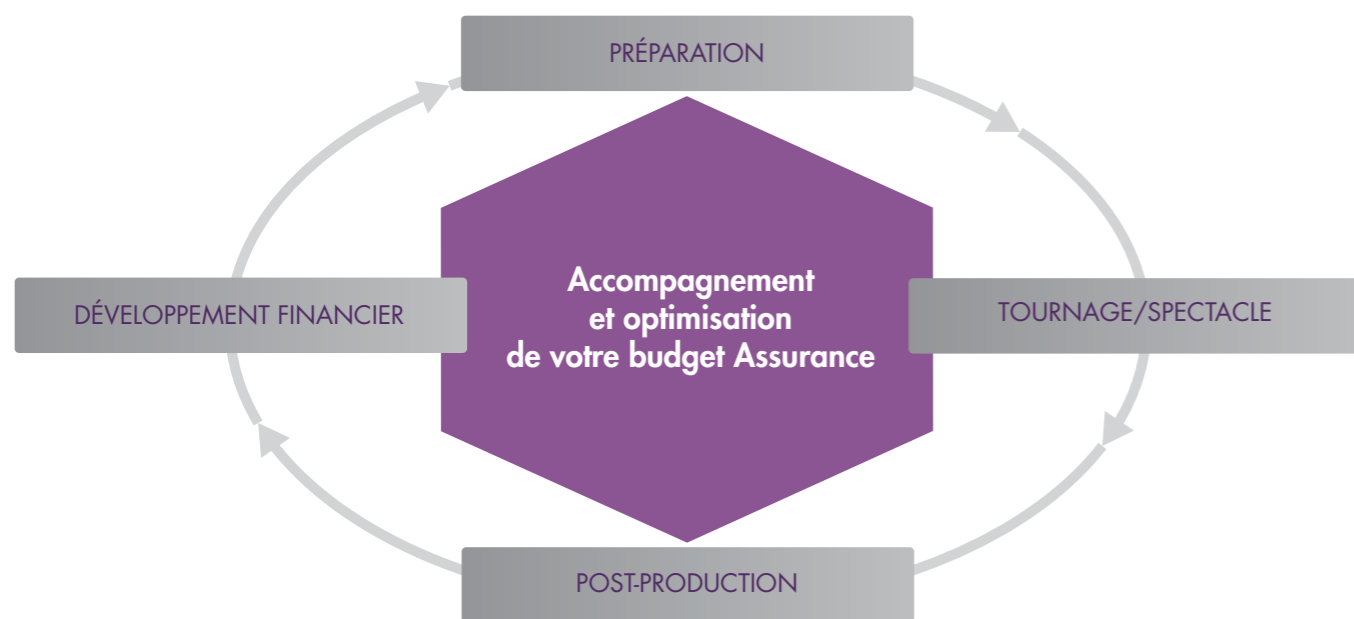 PRÉPARATION
DÉVELOPPEMENT FINANCIER
Accompagnement
et optimisation
de votre budget Assurance
TOURNAGE/SPECTACLE
POST-PRODUCTION